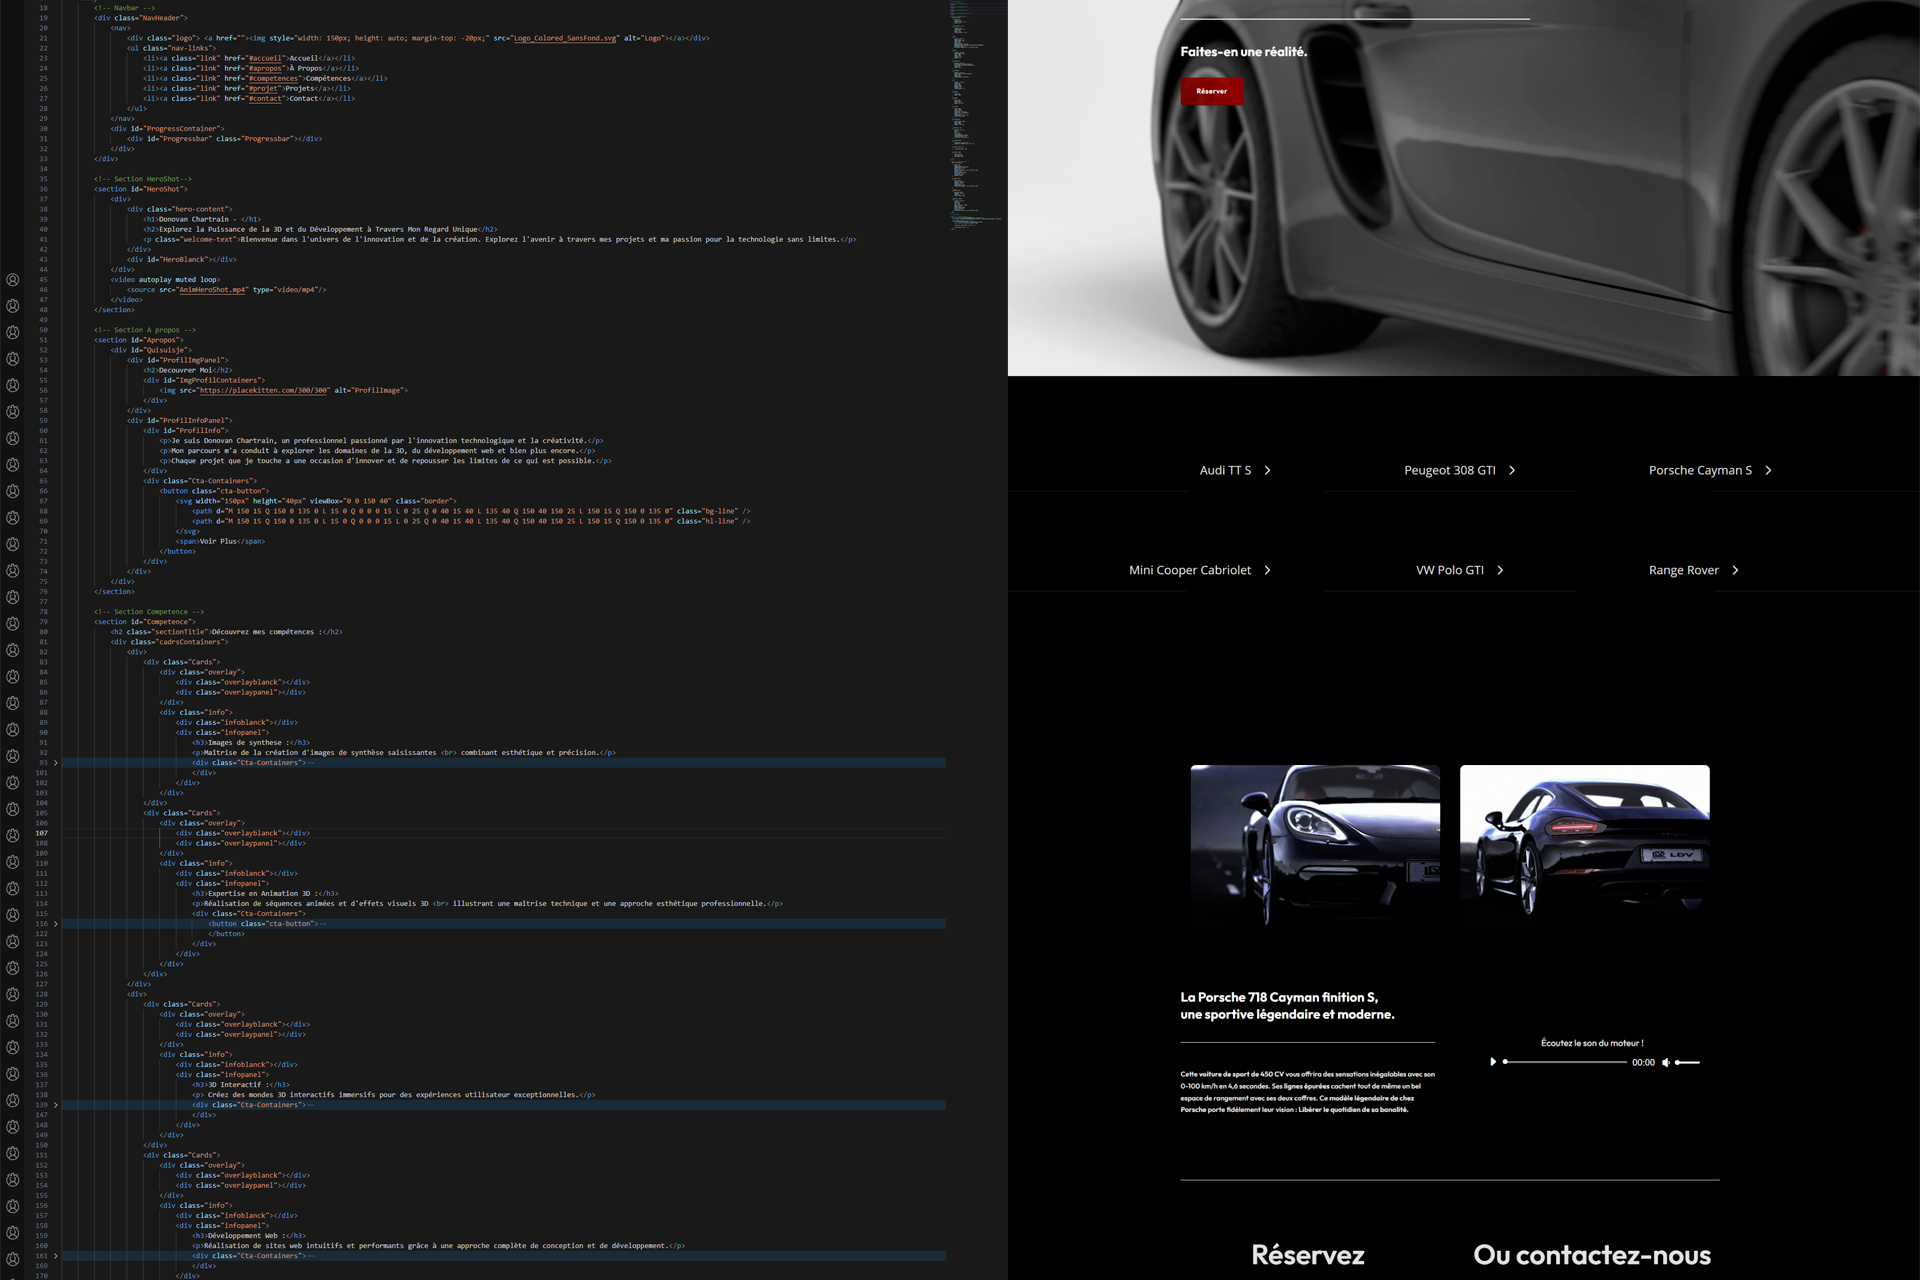 18 <!-- Navbar -->
19 <div class="NavHeader">
20 <nav>
21 <div class="logo"> <a href=""><img style="width: 150px; height: auto; margin-top: -20px;" src="Logo_Colored_SansFond.svg" alt="Logo"></a></div>
22 <ul class="nav-links">
23 <li><a class="link" href="#accueil">Accueil</a></li>
24 <li><a class="link" href="#apropos">À Propos</a></li>
25 <li><a class="link" href="#competences">Compétences</a></li>
26 <li><a class="link" href="#projet">Projets</a></li>
27 <li><a class="link" href="#contact">Contact</a></li>
28 </ul>
29 </nav>
30 <div id="ProgressContainer">
31 <div id="Progressbar" class="Progressbar"></div>
32 </div>
33 </div>
34
35 <!-- Section HeroShot-->
36 <section id="HeroShot">
37 <div>
38 <div class="hero-content">
39 <h1>Donovan Chartrain - </h1>
40 <h2>Explorez la Puissance de la 3D et du Développement à Travers Mon Regard Unique</h2>
41 <p class="welcome-text">Bienvenue dans l'univers de l'innovation et de la création. Explorez l'avenir à travers mes projets et ma passion pour la technologie sans limites.</p>
42 </div>
43 <div id="HeroBlanck"></div>
44 </div>
45 <video autoplay muted loop>
46 <source src="AnimHeroShot.mp4" type="video/mp4"/>
47 </video>
48 </section>
49
50 <!-- Section A propos -->
51 <section id="Apropos">
52 <div id="Quisuisje">
53 <div id="ProfilImgPanel">
54 <h2>Decouvrer Moi</h2>
55 <div id="ImgProfilContainers">
56 <img src="https://placekitten.com/300/300" alt="ProfilImage">
57 </div>
58 </div>
59 <div id="ProfilInfoPanel">
60 <div id="ProfilInfo">
61 <p>Je suis Donovan Chartrain, un professionnel passionné par l'innovation technologique et la créativité.</p>
62 <p>Mon parcours m'a conduit à explorer les domaines de la 3D, du développement web et bien plus encore.</p>
63 <p>Chaque projet que je touche a une occasion d'innover et de repousser les limites de ce qui est possible.</p>
64 </div>
65 <div class="Cta-Containers">
66 <button class="cta-button">
67 <svg width="150px" height="40px" viewBox="0 0 150 40" class="border">
68 <path d="M 150 15 Q 150 0 135 0 L 15 0 Q 0 0 0 15 L 0 25 Q 0 40 15 40 L 135 40 Q 150 40 150 25 L 150 15 Q 150 0 135 0" class="bg-line" />
69 <path d="M 150 15 Q 150 0 135 0 L 15 0 Q 0 0 0 15 L 0 25 Q 0 40 15 40 L 135 40 Q 150 40 150 25 L 150 15 Q 150 0 135 0" class="hl-line" />
70 </svg>
71 <span>Voir Plus</span>
72 </button>
73 </div>
74 </div>
75 </div>
76 </section>
77
78 <!-- Section Competence -->
79 <section id="Competence">
80 <h2 class="sectionTitle">Découvrez mes compétences :</h2>
81 <div class="cadrsContainers">
82 <div>
83 <div class="Cards">
84 <div class="overlay">
85 <div class="overlayblanck"></div>
86 <div class="overlaypanel"></div>
87 </div>
88 <div class="info">
89 <div class="infoblanck"></div>
90 <div class="infopanel">
91 <h3>Images de synthese :</h3>
92 <p>Maîtrise de la création d'images de synthèse saisissantes <br> combinant esthétique et précision.</p>
93 <div class="Cta-Containers">
101 </div>
102 </div>
103 </div>
104 </div>
105 <div class="Cards">
106 <div class="overlay">
107 <div class="overlayblanck"></div>
108 <div class="overlaypanel"></div>
109 </div>
110 <div class="info">
111 <div class="infoblanck"></div>
112 <div class="infopanel">
113 <h3>Expertise en Animation 3D :</h3>
114 <p>Réalisation de séquences animées et d'effets visuels 3D <br> illustrant une maîtrise technique et une approche esthétique professionnelle.</p>
115 <div class="Cta-Containers">
116 <button class="cta-button">
122 </button>
123 </div>
124 </div>
125 </div>
126 </div>
127 </div>
128 <div>
129 <div class="Cards">
130 <div class="overlay">
131 <div class="overlayblanck"></div>
132 <div class="overlaypanel"></div>
133 </div>
134 <div class="info">
135 <div class="infoblanck"></div>
136 <div class="infopanel">
137 <h3>3D Interactif :</h3>
138 <p> Créez des mondes 3D interactifs immersifs pour des expériences utilisateur exceptionnelles.</p>
139 <div class="Cta-Containers">
147 </div>
148 </div>
149 </div>
150 </div>
151 <div class="Cards">
152 <div class="overlay">
153 <div class="overlayblanck"></div>
154 <div class="overlaypanel"></div>
155 </div>
156 <div class="info">
157 <div class="infoblanck"></div>
158 <div class="infopanel">
159 <h3>Développement Web :</h3>
160 <p>Réalisation de sites web intuitifs et performants grâce à une approche complète de conception et de développement.</p>
161 <div class="Cta-Containers">
169 </div>
170 </div>
Faites-en une réalité.
Réserver
Audi TT S
Peugeot 308 GTI
Porsche Cayman S
Mini Cooper Cabriolet
VW Polo GTI
Range Rover
LDV
La Porsche 718 Cayman finition S,
une sportive légendaire et moderne.
Cette voiture de sport de 450 CV vous offrira des sensations inégalables avec son
0-100 km/h en 4,6 secondes. Ses lignes épurées cachent tout de même un bel
espace de rangement avec ses deux coffres. Ce modèle légendaire de chez
Porsche porte fidèlement leur vision : Libérer le quotidien de sa banalité.
Écoutez le son du moteur !
00:00
Réservez
Ou contactez-nous